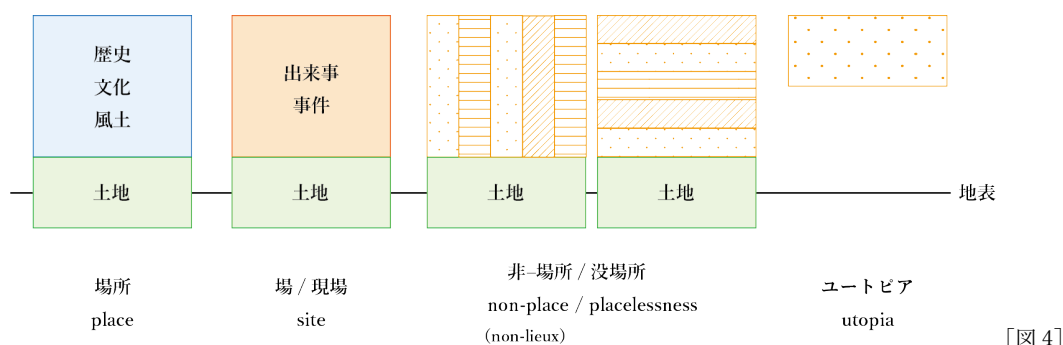 歴史
文化
風土
出来事
事件
土地
土地
土地
土地
地表
場所
place
場 / 現場
site
非–場所 / 没場所
non-place / placelessness
(non-lieux)
ユートピア
utopia
[図 4]